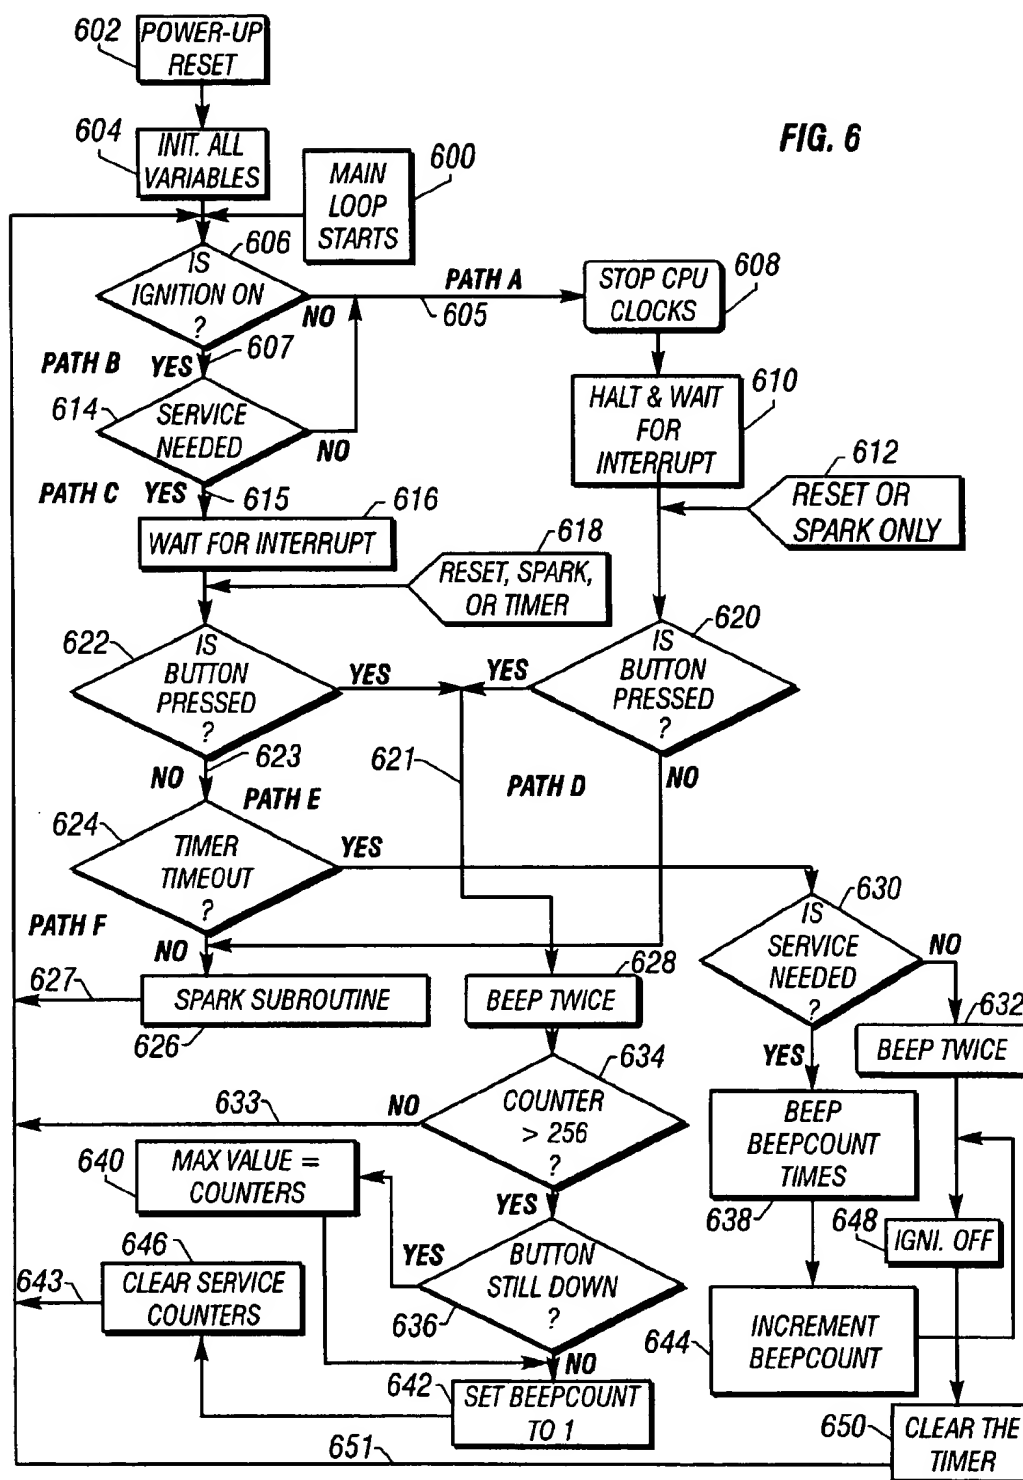 602
POWER-UP
RESET
604
INIT. ALL
VARIABLES
FIG. 6
MAIN
LOOP
STARTS
600
606
IS
IGNITION ON
?
NO
PATH A
605
STOP CPU
CLOCKS
608
PATH B
YES
607
614
SERVICE
NEEDED
NO
HALT & WAIT
FOR
INTERRUPT
610
PATH C
YES
615
616
WAIT FOR INTERRUPT
612
RESET OR
SPARK ONLY
618
RESET, SPARK,
OR TIMER
622
IS
BUTTON
PRESSED
?
YES
YES
620
IS
BUTTON
PRESSED
?
NO
623
621
PATH D
NO
PATH E
624
TIMER
TIMEOUT
?
YES
630
IS
SERVICE
NEEDED
?
NO
PATH F
NO
627
SPARK SUBROUTINE
626
628
BEEP TWICE
632
BEEP TWICE
YES
634
COUNTER
> 256
?
633
NO
BEEP
BEEPCOUNT
TIMES
638
640
MAX VALUE =
COUNTERS
YES
YES
BUTTON
STILL DOWN
?
636
648
IGNI. OFF
646
643
CLEAR SERVICE
COUNTERS
INCREMENT
BEEPCOUNT
644
NO
642
SET BEEPCOUNT
TO 1
650
CLEAR THE
TIMER
651